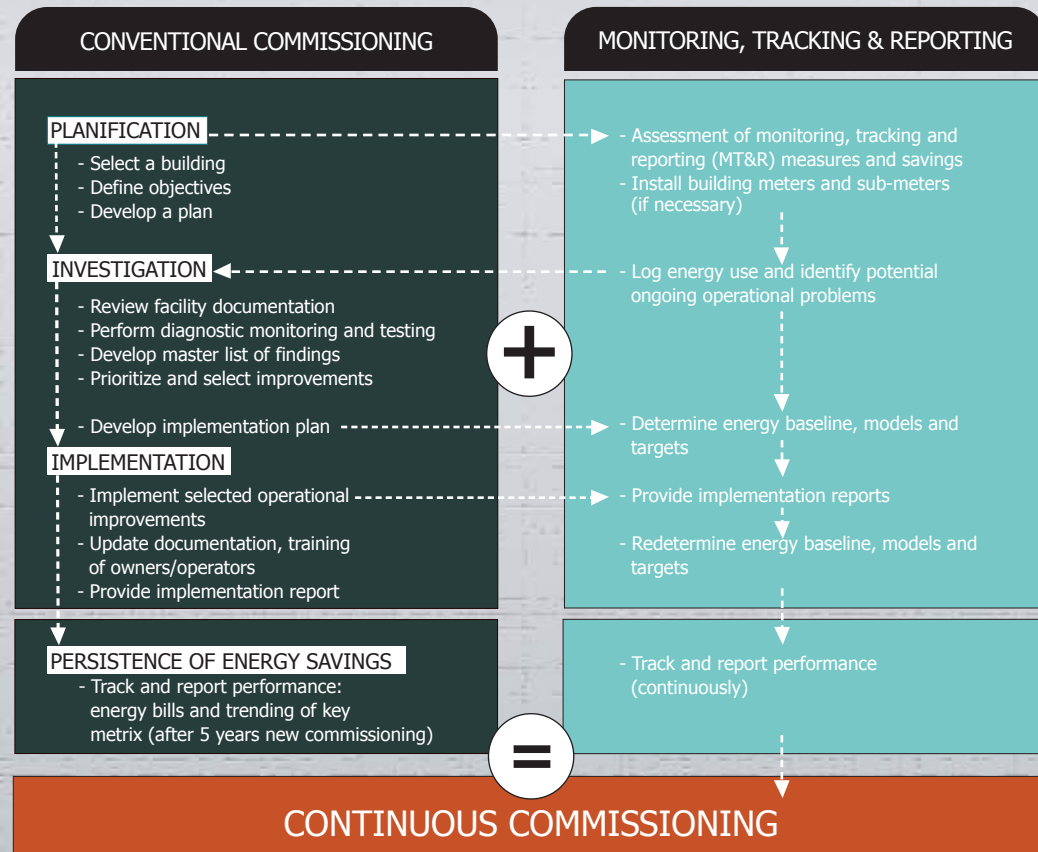 CONVENTIONAL COMMISSIONING
PLANIFICATION
- Select a building
- Define objectives
- Develop a plan
INVESTIGATION
- Review facility documentation
- Perform diagnostic monitoring and testing
- Develop master list of findings
- Prioritize and select improvements
- Develop implementation plan
IMPLEMENTATION
- Implement selected operational
improvements
- Update documentation, training
of owners/operators
- Provide implementation report
PERSISTENCE OF ENERGY SAVINGS
- Track and report performance:
energy bills and trending of key
metrix (after 5 years new commissioning)
+
=
MONITORING, TRACKING & REPORTING
- Assessment of monitoring, tracking and
reporting (MT&R) measures and savings
- Install building meters and sub-meters
(if necessary)
- Log energy use and identify potential
ongoing operational problems
- Determine energy baseline, models and
targets
- Provide implementation reports
- Redetermine energy baseline, models and
targets
- Track and report performance
(continuously)
CONTINUOUS COMMISSIONING